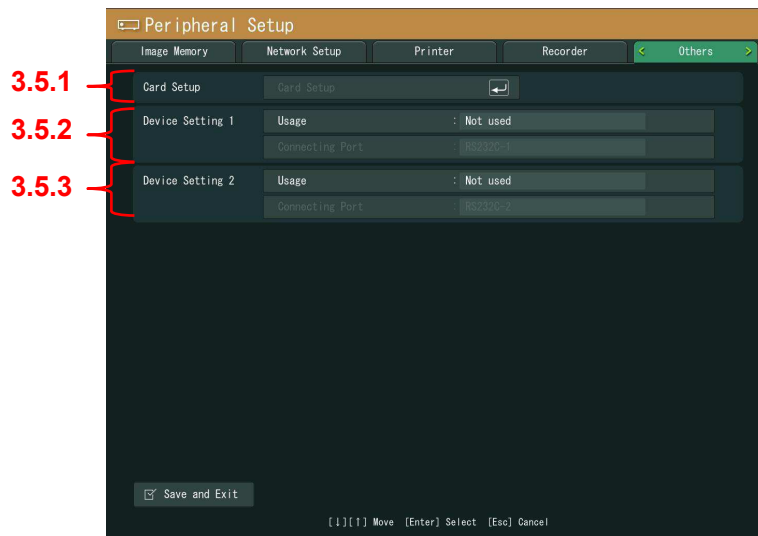 Peripheral Setup
Image Memory Network Setup Printer Recorder < Others >
3.5.1 Card Setup Card Setup
3.5.2 Device Setting 1 Usage : Not used
Connecting Port : RS232C-1
3.5.3 Device Setting 2 Usage : Not used
Connecting Port : RS232C-2
Save and Exit
[↓][↑] Move [Enter] Select [Esc] Cancel